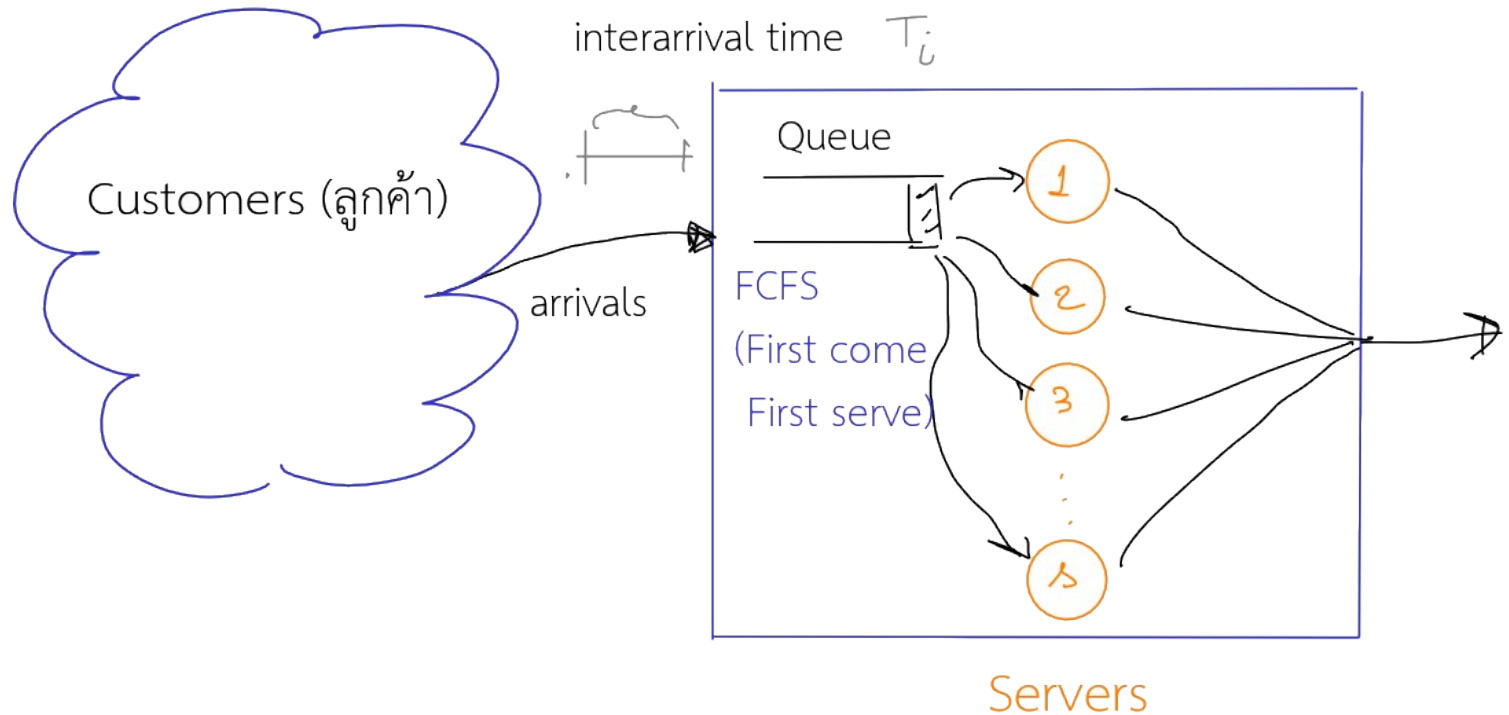 interarrival time Ti
Customers (ลูกค้า)
arrivals
Queue
FCFS
(First come
First serve)
1
2
3
s
Servers